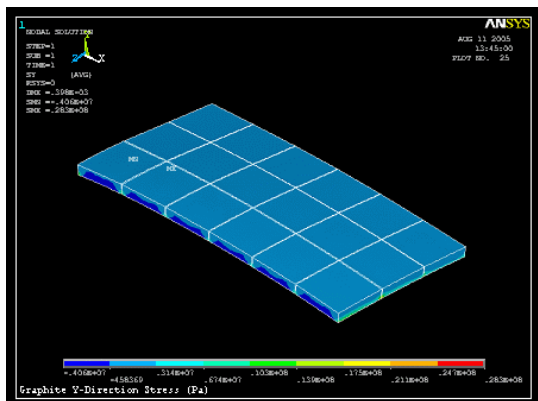 1
ANSYS
NODAL SOLUTION
STEP=1
SUB =1
TIME=1
SY (AVG)
RSYS=0
DMX =.398E-03
SMN =-.406E+07
SMX =.283E+08
AUG 11 2005
13:45:00
PLOT NO. 25
Y
Z X
MN
MX
-.406E+07 .314E+07 .103E+08 .175E+08 .247E+08
-458369 .674E+07 .139E+08 .211E+08 .283E+08
Graphite Y-Direction Stress (Pa)